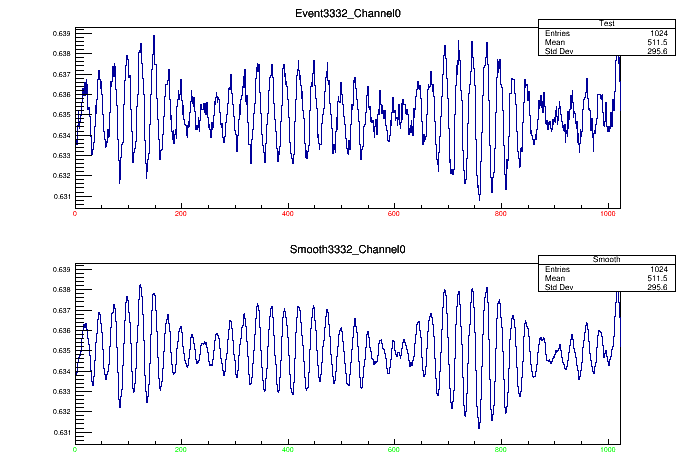 Event3332_Channel0
Test
Entries 1024
Mean 511.5
Std Dev 295.6
0.639
0.638
0.637
0.636
0.635
0.634
0.633
0.632
0.631
0 200 400 600 800 1000
Smooth3332_Channel0
Smooth
Entries 1024
Mean 511.5
Std Dev 295.6
0.639
0.638
0.637
0.636
0.635
0.634
0.633
0.632
0.631
0 200 400 600 800 1000